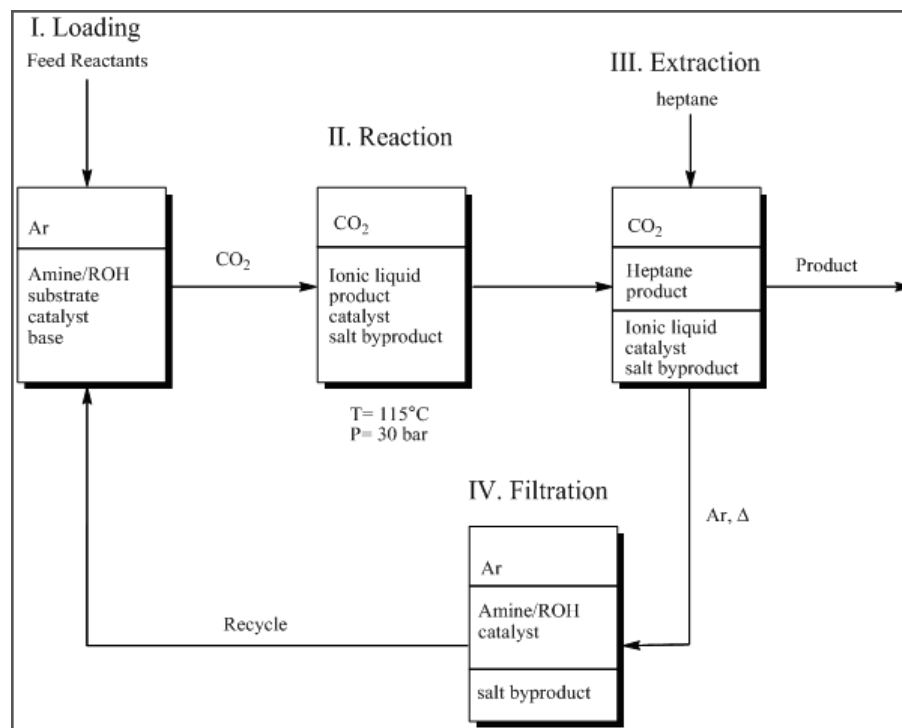 I. Loading
Feed Reactants
III. Extraction
heptane
II. Reaction
Ar
Amine/ROH
substrate
catalyst
base
CO₂
CO₂
Ionic liquid
product
catalyst
salt byproduct
T= 115°C
P= 30 bar
CO₂
Heptane
product
Ionic liquid
catalyst
salt byproduct
Product
Ar, Δ
IV. Filtration
Ar
Amine/ROH
catalyst
salt byproduct
Recycle